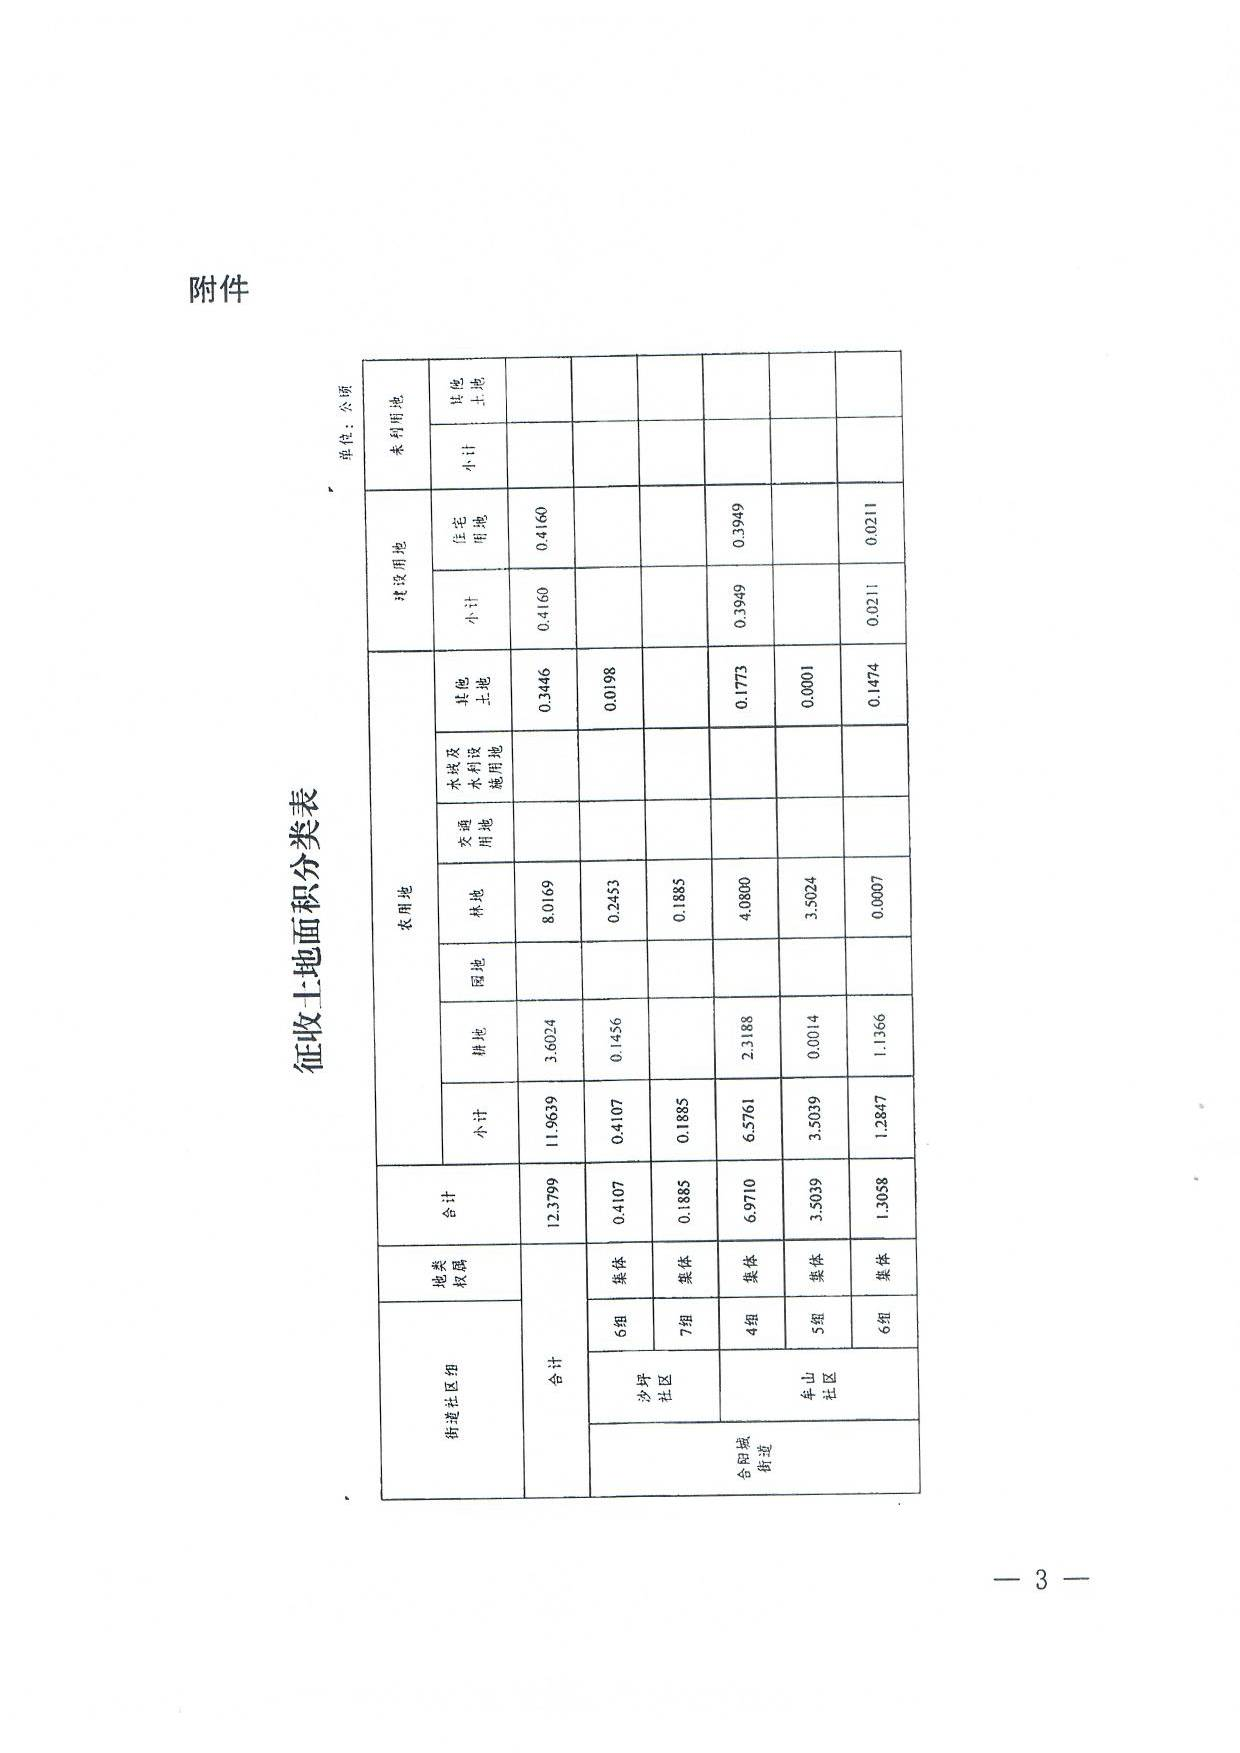 附件
征收土地面积分类表
单位：公顷
街道社区组 地类权属 合计 农用地 建设用地 未利用地
小计 耕地 园地 林地 交通用地 水域及水利设施用地 其他土地 小计 住宅用地 小计 其他土地
合计 12.3799 11.9639 3.6024 8.0169 0.3446 0.4160 0.4160
合阳城街道 沙坪社区 6组 集体 0.4107 0.4107 0.1456 0.2453 0.0198
7组 集体 0.1885 0.1885 0.1885
牟山社区 4组 集体 6.9710 6.5761 2.3188 4.0800 0.1773 0.3949 0.3949
5组 集体 3.5039 3.5039 0.0014 3.5024 0.0001
6组 集体 1.3058 1.2847 1.1366 0.0007 0.1474 0.0211 0.0211
— 3 —